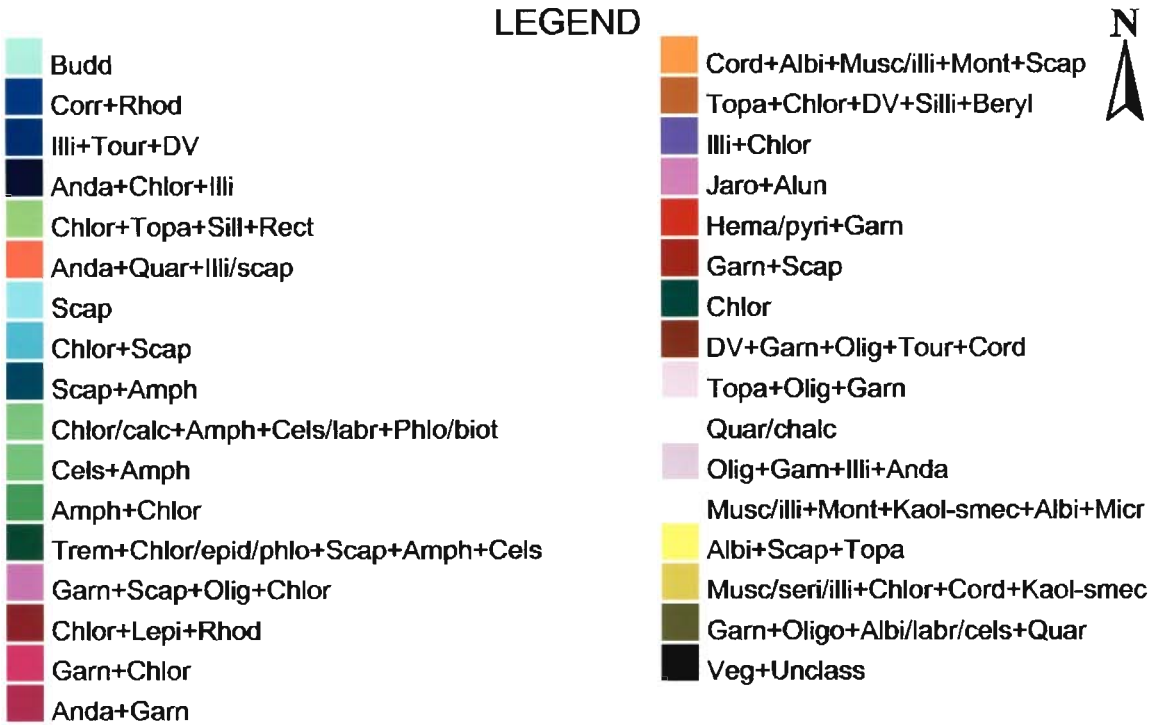 LEGEND
N
Budd
Corr+Rhod
Illi+Tour+DV
Anda+Chlor+Illi
Chlor+Topa+Sill+Rect
Anda+Quar+Illi/scap
Scap
Chlor+Scap
Scap+Amph
Chlor/calc+Amph+Cels/labr+Phlo/biot
Cels+Amph
Amph+Chlor
Trem+Chlor/epid/phlo+Scap+Amph+Cels
Garn+Scap+Olig+Chlor
Chlor+Lepi+Rhod
Garn+Chlor
Anda+Garn
Cord+Albi+Musc/illi+Mont+Scap
Topa+Chlor+DV+Silli+Beryl
Illi+Chlor
Jaro+Alun
Hema/pyri+Garn
Garn+Scap
Chlor
DV+Garn+Olig+Tour+Cord
Topa+Olig+Garn
Quar/chalc
Olig+Garn+Illi+Anda
Musc/illi+Mont+Kaol-smec+Albi+Micr
Albi+Scap+Topa
Musc/seri/illi+Chlor+Cord+Kaol-smec
Garn+Oligo+Albi/labr/cels+Quar
Veg+Unclass